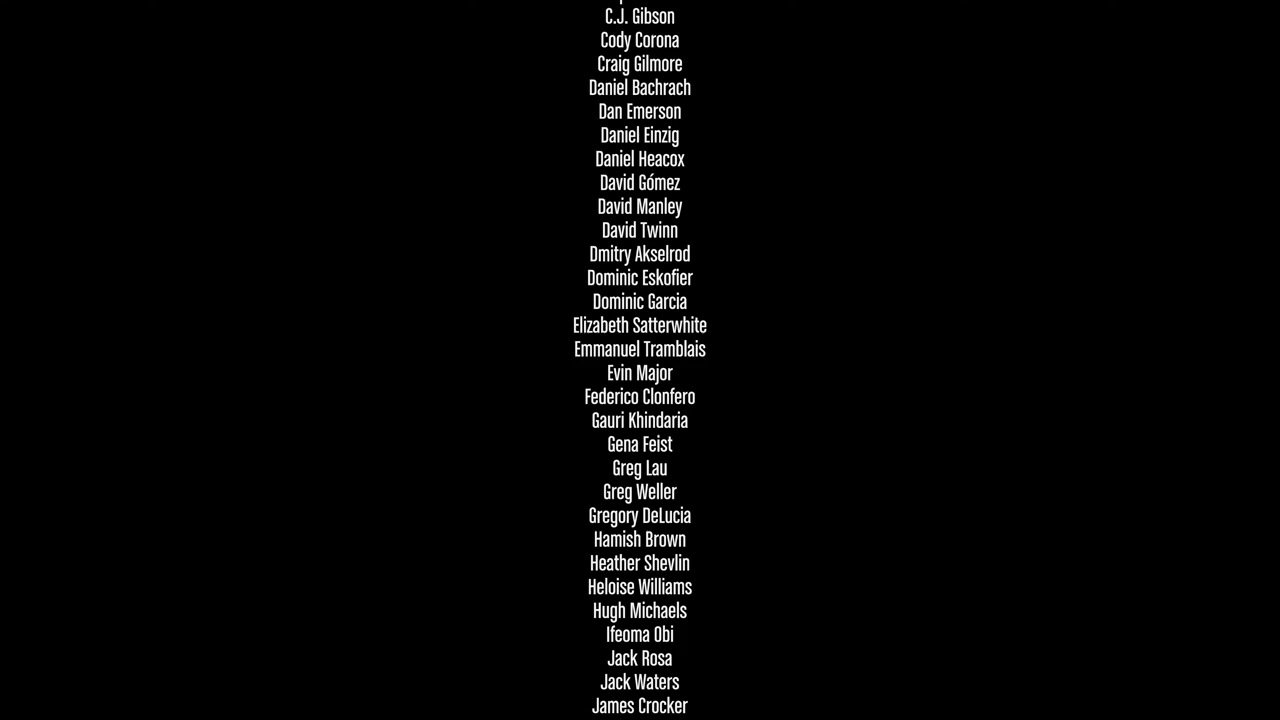 C.J. Gibson
Cody Corona
Craig Gilmore
Daniel Bachrach
Dan Emerson
Daniel Einzig
Daniel Heacox
David Gómez
David Manley
David Twinn
Dmitry Akselrod
Dominic Eskofier
Dominic Garcia
Elizabeth Satterwhite
Emmanuel Tramblais
Evin Major
Federico Clonfero
Gauri Khindaria
Gena Feist
Greg Lau
Greg Weller
Gregory DeLucia
Hamish Brown
Heather Shevlin
Heloise Williams
Hugh Michaels
Ifeoma Obi
Jack Rosa
Jack Waters
James Crocker